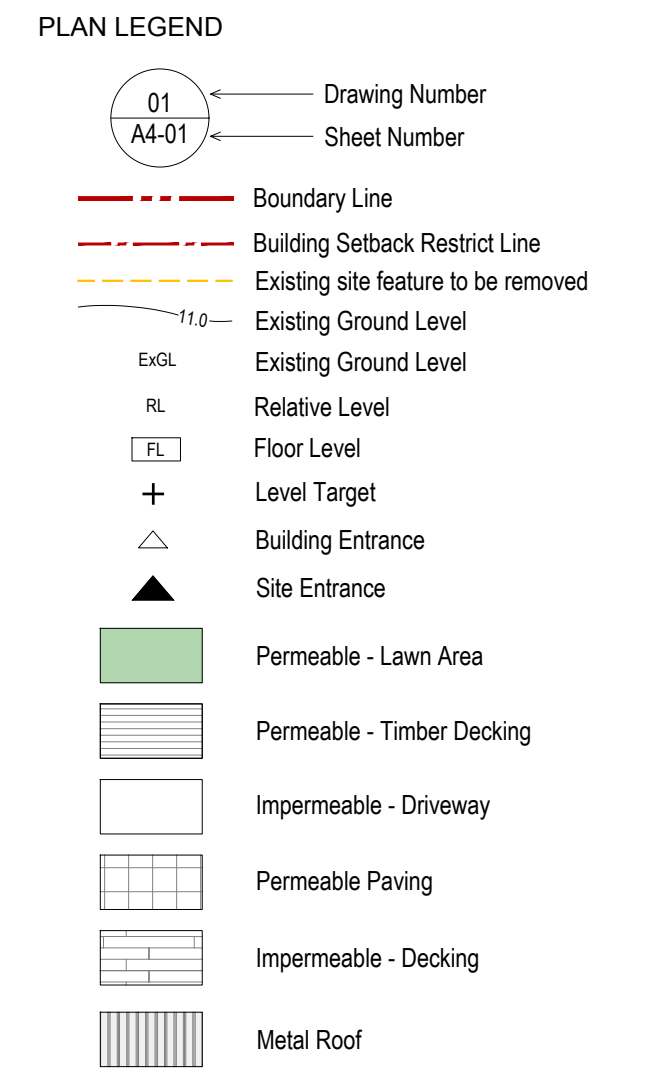 PLAN LEGEND
01
Drawing Number
A4-01
Sheet Number
Boundary Line
Building Setback Restrict Line
Existing site feature to be removed
11.0
Existing Ground Level
ExGL
Existing Ground Level
RL
Relative Level
FL
Floor Level
Level Target
Building Entrance
Site Entrance
Permeable - Lawn Area
Permeable - Timber Decking
Impermeable - Driveway
Permeable Paving
Impermeable - Decking
Metal Roof